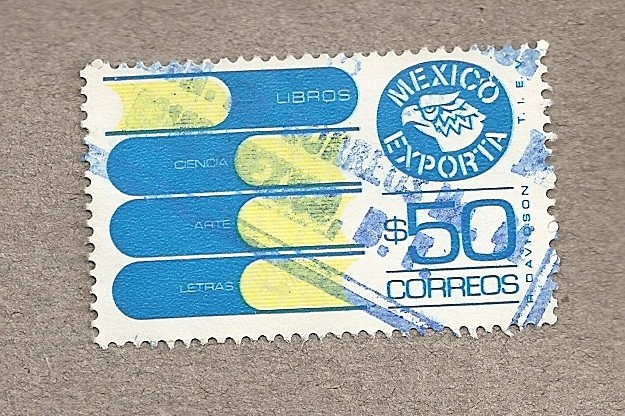 LIBROS
CIENCIA
ARTE
LETRAS
MEXICO
EXPORTA
$50
CORREOS
T.I.E.
R. DAVIDSON